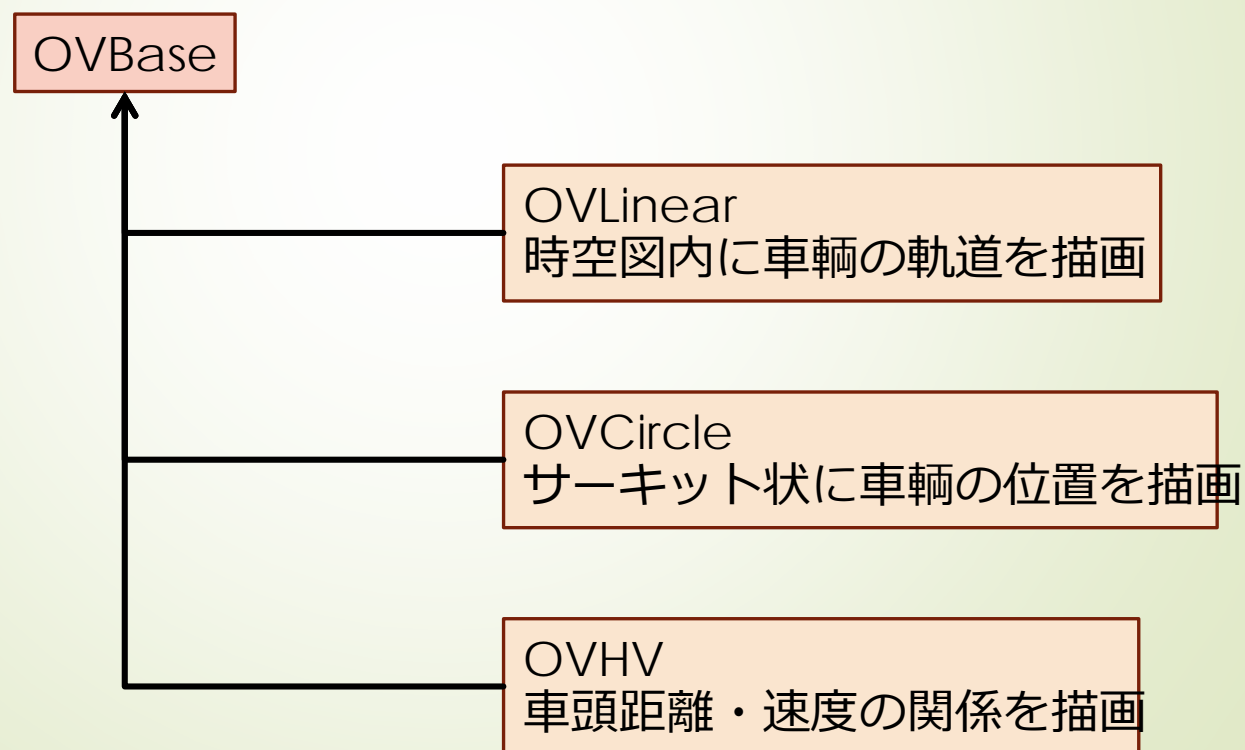 OVBase
OVLinear
時空図内に車輌の軌道を描画
OVCircle
サーキット状に車輌の位置を描画
OVHV
車頭距離・速度の関係を描画